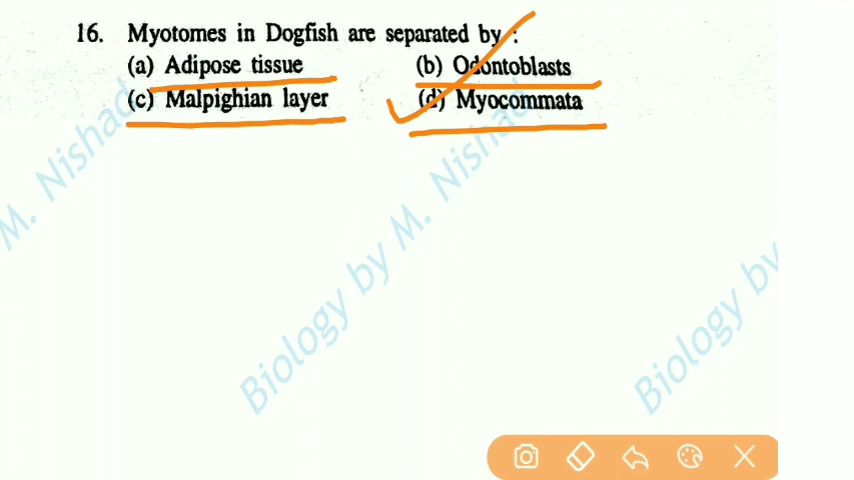 16. Myotomes in Dogfish are separated by :
(a) Adipose tissue (b) Odontoblasts
(c) Malpighian layer (d) Myocommata
M. Nishad
Biology by M. Nishad
Biology by